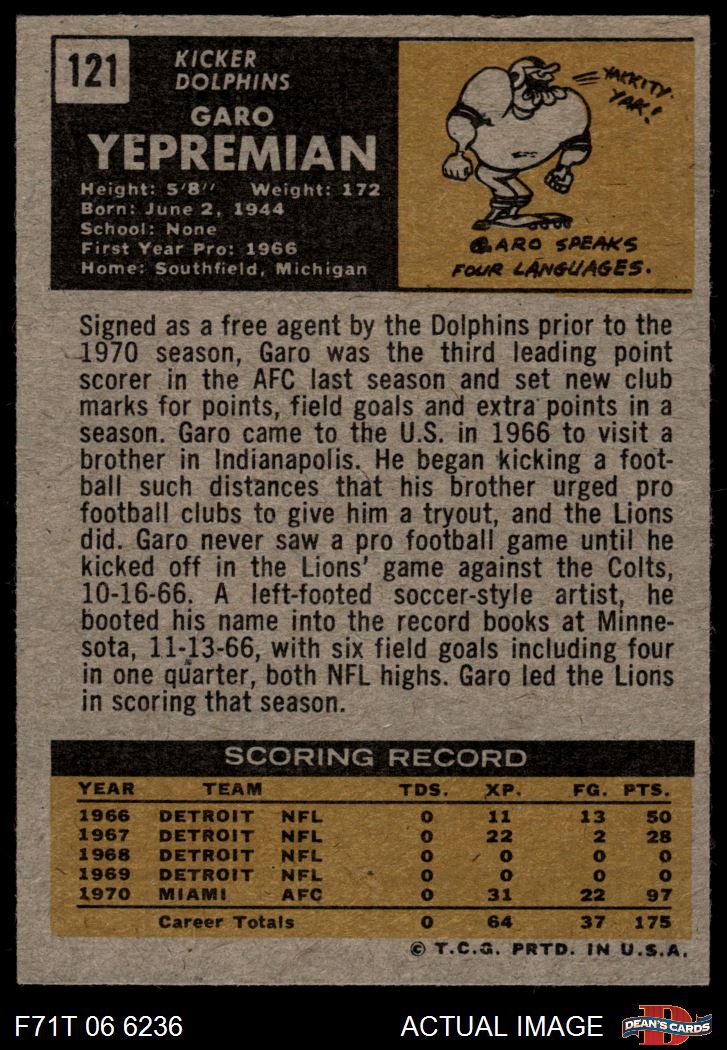 121
KICKER
DOLPHINS
GARO
YEPREMIAN
Height: 5'8'' Weight: 172
Born: June 2, 1944
School: None
First Year Pro: 1966
Home: Southfield, Michigan
YAKKITY
YAK!
GARO SPEAKS
FOUR LANGUAGES.
Signed as a free agent by the Dolphins prior to the
1970 season, Garo was the third leading point
scorer in the AFC last season and set new club
marks for points, field goals and extra points in a
season. Garo came to the U.S. in 1966 to visit a
brother in Indianapolis. He began kicking a foot-
ball such distances that his brother urged pro
football clubs to give him a tryout, and the Lions
did. Garo never saw a pro football game until he
kicked off in the Lions' game against the Colts,
10-16-66. A left-footed soccer-style artist, he
booted his name into the record books at Minne-
sota, 11-13-66, with six field goals including four
in one quarter, both NFL highs. Garo led the Lions
in scoring that season.
SCORING RECORD
YEAR TEAM TDS. XP. FG. PTS.
1966 DETROIT NFL 0 11 13 50
1967 DETROIT NFL 0 22 2 28
1968 DETROIT NFL 0 0 0 0
1969 DETROIT NFL 0 0 0 0
1970 MIAMI AFC 0 31 22 97
Career Totals 0 64 37 175
© T.C.G. PRTD. IN U.S.A.
F71T 06 6236 ACTUAL IMAGE D DEAN'S CARDS